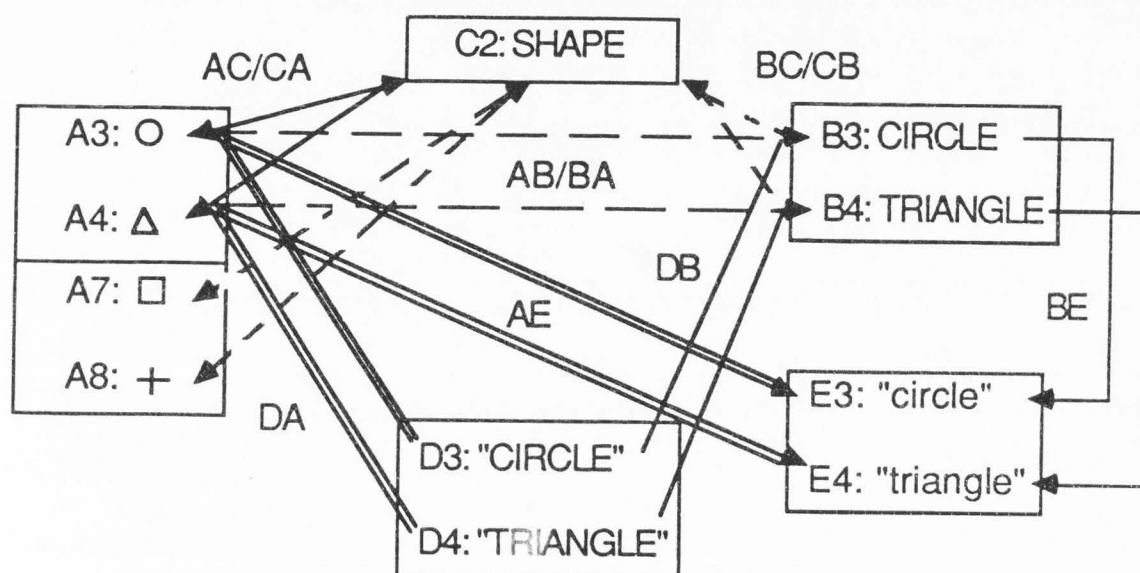 C2: SHAPE
AC/CA
BC/CB
A3: ○
B3: CIRCLE
AB/BA
A4: △
B4: TRIANGLE
DB
A7: □
AE
BE
A8: +
E3: "circle"
DA
D3: "CIRCLE"
E4: "triangle"
D4: "TRIANGLE"